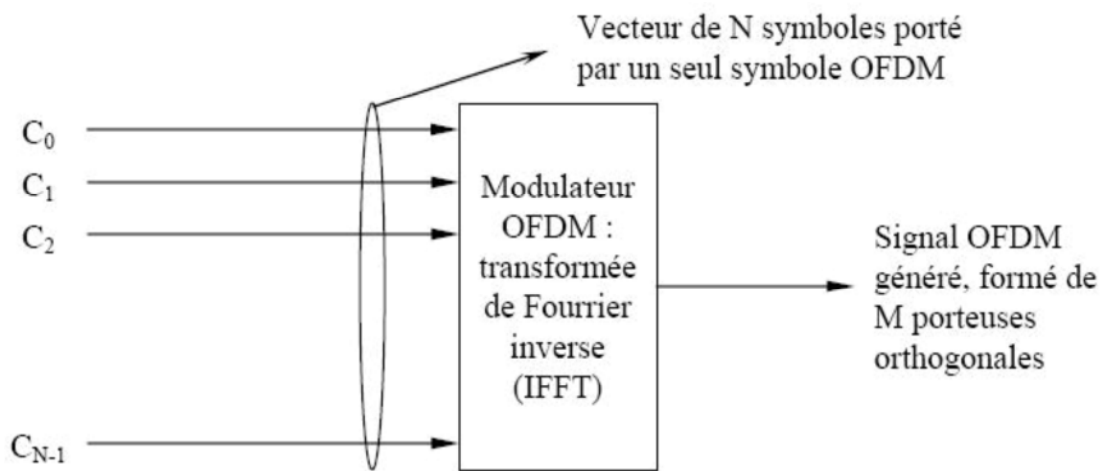 Vecteur de N symboles porté
par un seul symbole OFDM
C₀
C₁
C₂
C_{N-1}
Modulateur
OFDM :
transformée
de Fourrier
inverse
(IFFT)
Signal OFDM
généré, formé de
M porteuses
orthogonales